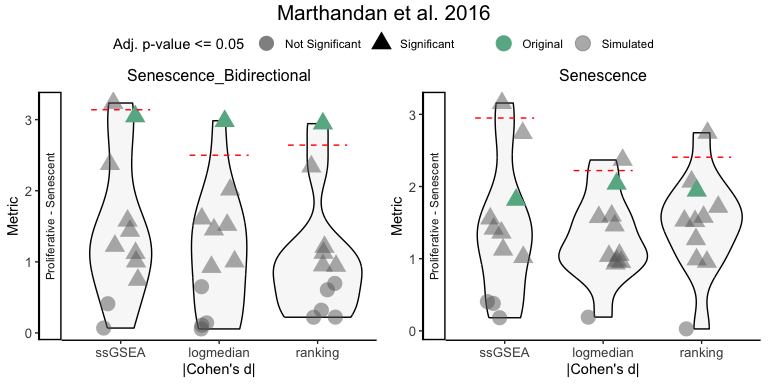 Marthandan et al. 2016
Adj. p-value <= 0.05 Not Significant Significant Original Simulated
Senescence_Bidirectional
Metric
Proliferative - Senescent
3
2
1
0
ssGSEA logmedian ranking
|Cohen's d|
Senescence
Metric
Proliferative - Senescent
3
2
1
0
ssGSEA logmedian ranking
|Cohen's d|